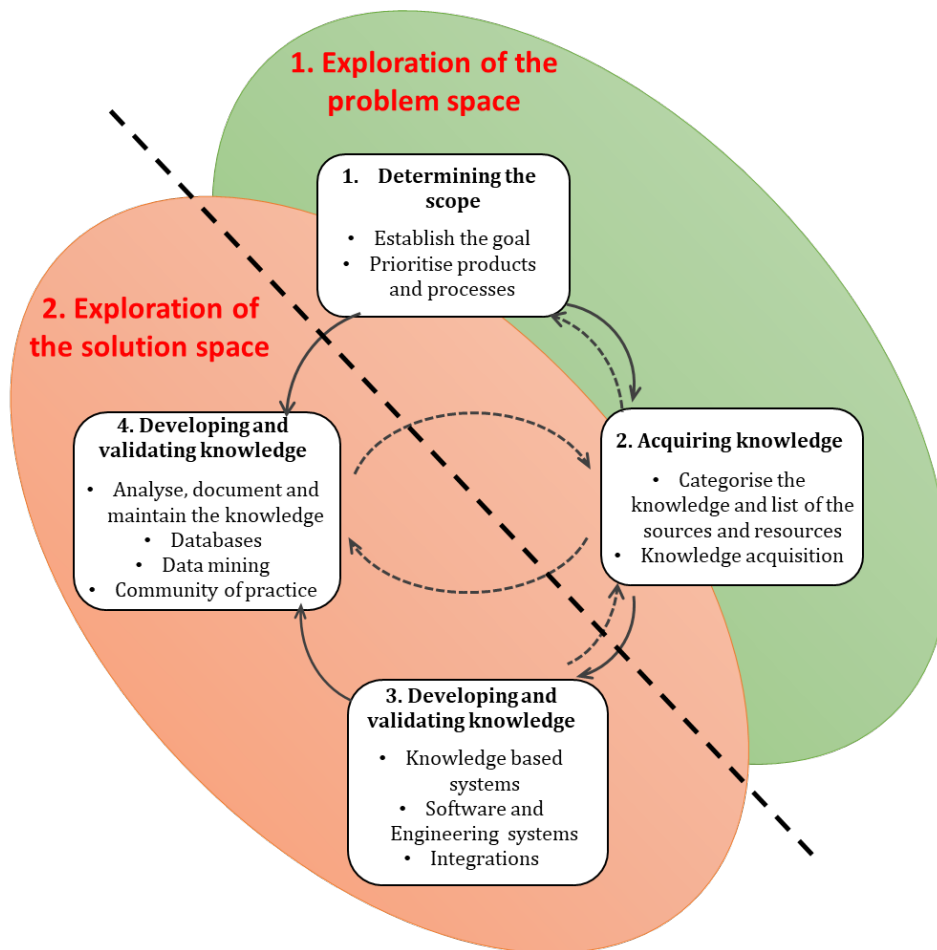 1. Exploration of the
problem space
1. Determining the
scope
• Establish the goal
• Prioritise products
and processes
2. Exploration of
the solution space
4. Developing and
validating knowledge
• Analyse, document and
maintain the knowledge
• Databases
• Data mining
• Community of practice
2. Acquiring knowledge
• Categorise the
knowledge and list of the
sources and resources
• Knowledge acquisition
3. Developing and
validating knowledge
• Knowledge based
systems
• Software and
Engineering systems
• Integrations